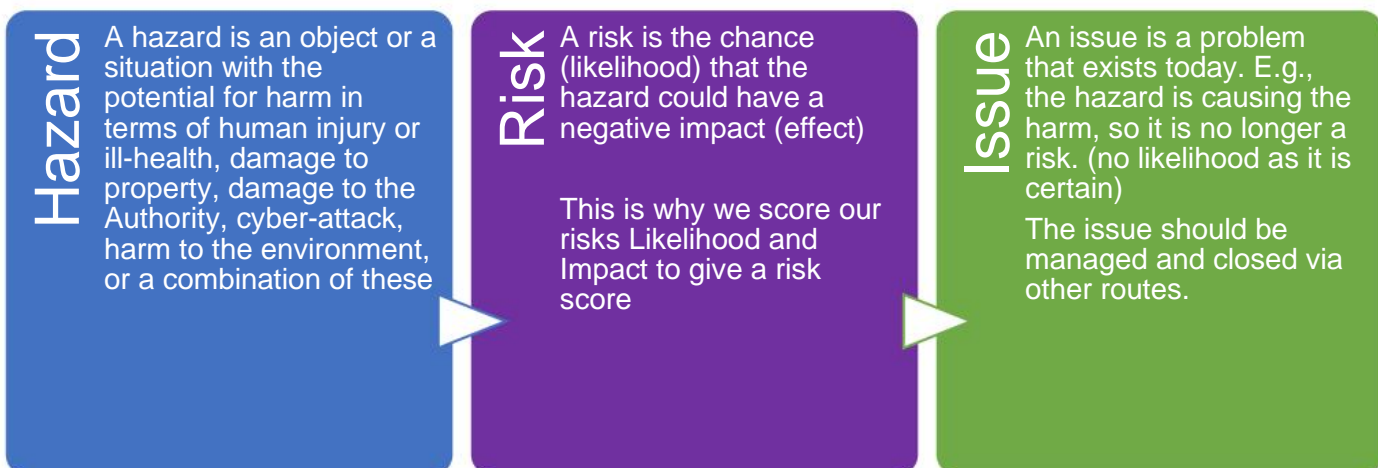 Hazard
A hazard is an object or a
situation with the
potential for harm in
terms of human injury or
ill-health, damage to
property, damage to the
Authority, cyber-attack,
harm to the environment,
or a combination of these
Risk
A risk is the chance
(likelihood) that the
hazard could have a
negative impact (effect)
This is why we score our
risks Likelihood and
Impact to give a risk
score
Issue
An issue is a problem
that exists today. E.g.,
the hazard is causing the
harm, so it is no longer a
risk. (no likelihood as it is
certain)
The issue should be
managed and closed via
other routes.